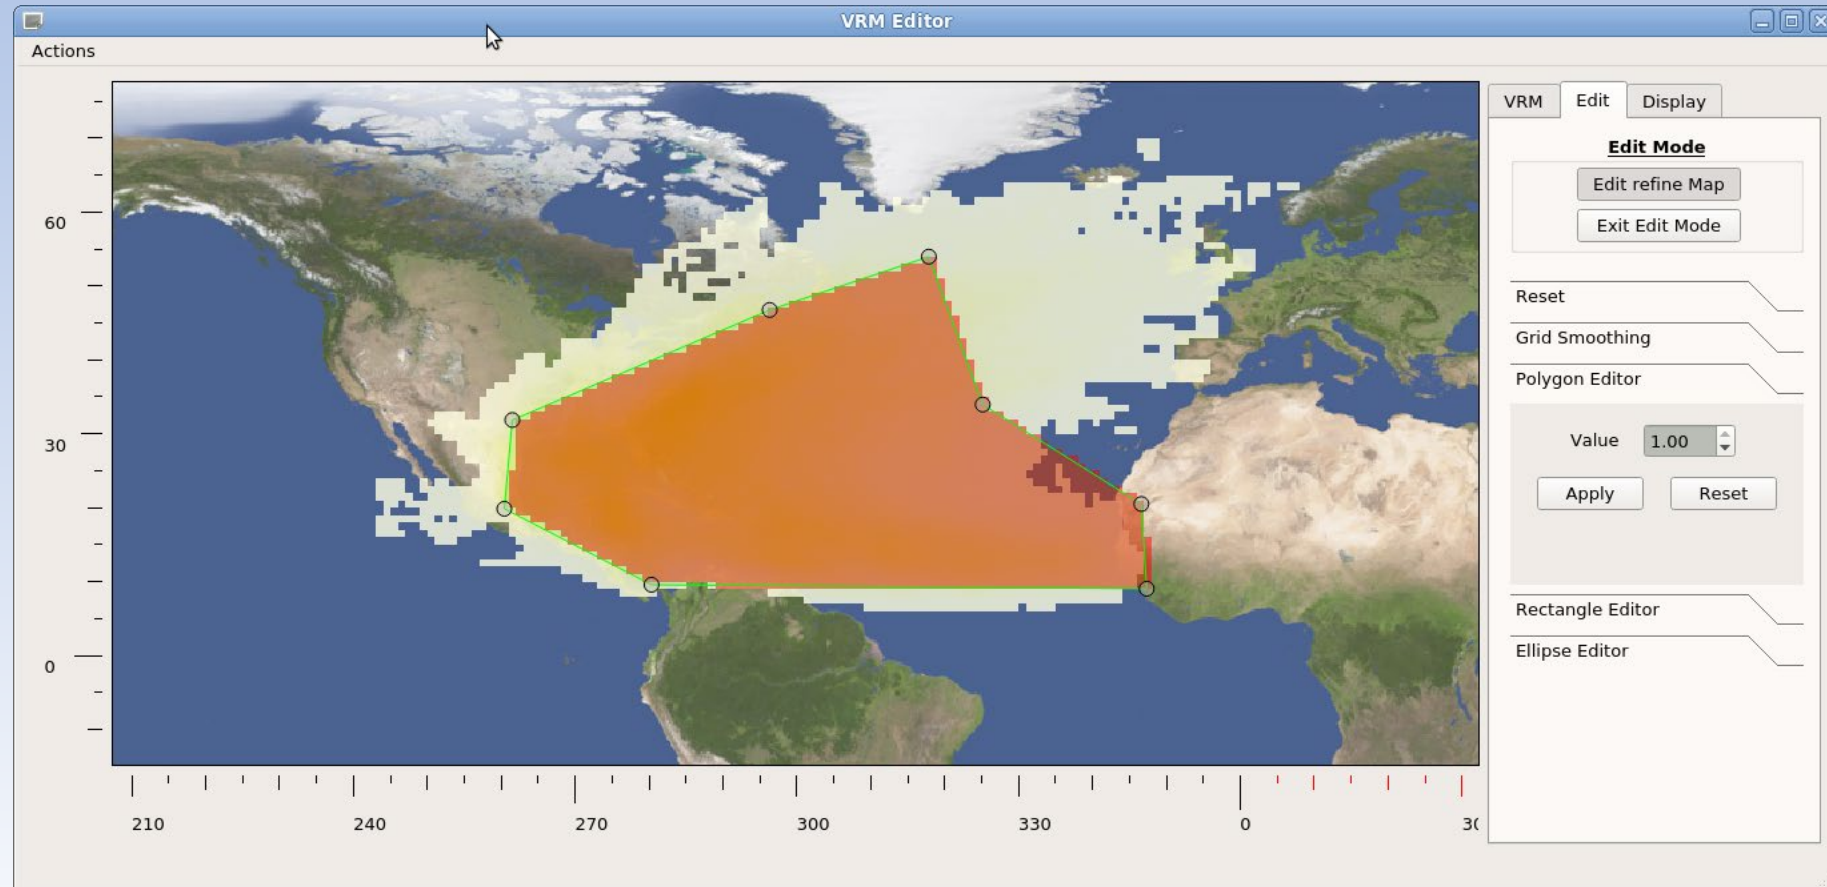 VRM Editor
Actions
VRM Edit Display
Edit Mode
Edit refine Map
Exit Edit Mode
Reset
Grid Smoothing
Polygon Editor
Value 1.00
Apply Reset
Rectangle Editor
Ellipse Editor
60
30
0
210 240 270 300 330 0